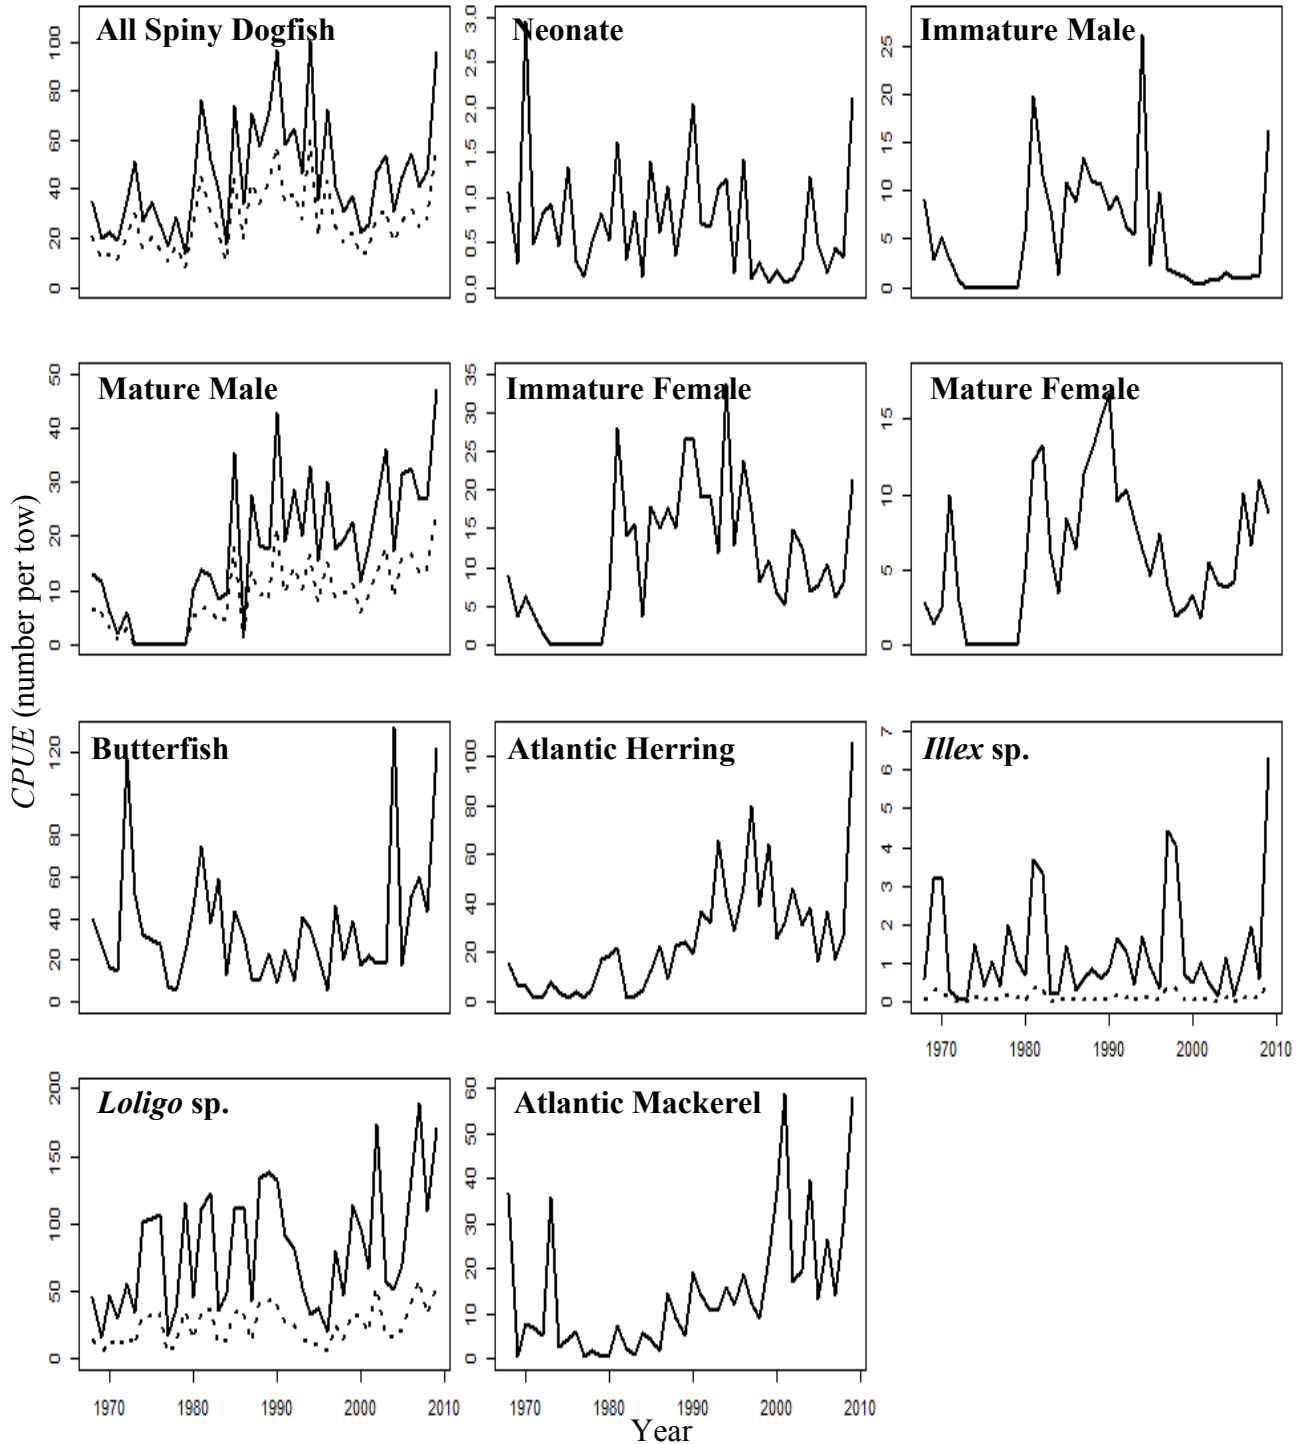 All Spiny Dogfish
0 20 40 60 80 100
Neonate
0.0 0.5 1.0 1.5 2.0 2.5 3.0
Immature Male
0 5 10 15 20 25
Mature Male
0 10 20 30 40 50
Immature Female
0 5 10 15 20 25 30 35
Mature Female
0 5 10 15
CPUE (number per tow)
Butterfish
0 20 40 60 80 120
Atlantic Herring
0 20 40 60 80 100
Illex sp.
0 1 2 3 4 5 6 7
1970 1980 1990 2000 2010
Loligo sp.
0 50 100 150 200
1970 1980 1990 2000 2010
Atlantic Mackerel
0 10 20 30 40 50 60
1970 1980 1990 2000 2010
Year